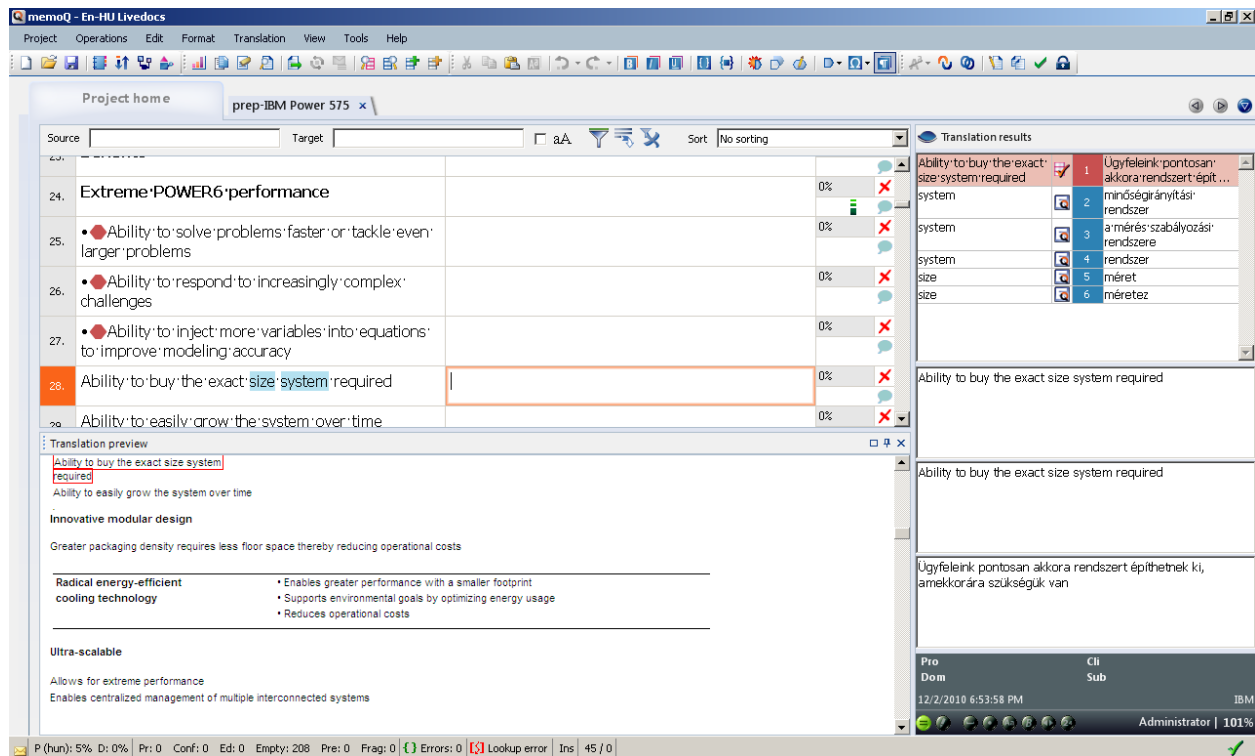 memoQ - En-HU Livedocs
Project Operations Edit Format Translation View Tools Help
Project home
prep-IBM Power 575 x
Source Target aA Sort No sorting
24. Extreme·POWER6·performance 0%
25. • Ability·to·solve·problems·faster·or·tackle·even· 0%
larger·problems
26. • Ability·to·respond·to·increasingly·complex· 0%
challenges
27. • Ability·to·inject·more·variables·into·equations· 0%
to·improve·modeling·accuracy
28. Ability·to·buy·the·exact·size·system·required 0%
29. Ability·to·easily·grow·the·system·over·time 0%
Translation preview
Ability to buy the exact size system
required
Ability to easily grow the system over time
.
Innovative modular design
Greater packaging density requires less floor space thereby reducing operational costs
Radical energy-efficient • Enables greater performance with a smaller footprint
cooling technology • Supports environmental goals by optimizing energy usage
• Reduces operational costs
Ultra-scalable
Allows for extreme performance
Enables centralized management of multiple interconnected systems
Translation results
Ability·to·buy·the·exact· 1 Ügyfeleink·pontosan·
size·system·required akkora·rendszert·épít ...
system 2 minőségirányítási·
rendszer
system 3 a·mérés·szabályozási·
rendszere
system 4 rendszer
size 5 méret
size 6 méretez
Ability to buy the exact size system required
Ability to buy the exact size system required
Ügyfeleink pontosan akkora rendszert építhetnek ki,
amekkorára szükségük van
Pro Cli
Dom Sub
12/2/2010 6:53:58 PM IBM
Administrator | 101%
P (hun): 5% D: 0% Pr: 0 Conf: 0 Ed: 0 Empty: 208 Pre: 0 Frag: 0 {} Errors: 0 Lookup error Ins 45 / 0